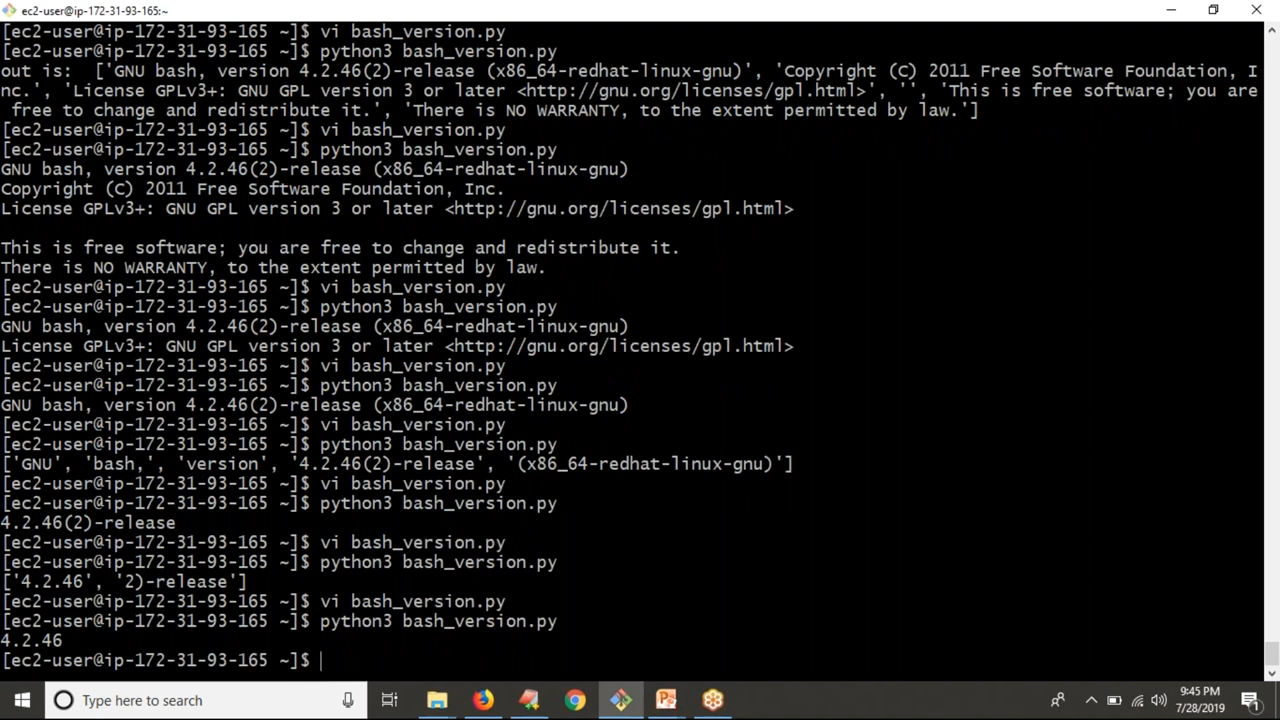 ec2-user@ip-172-31-93-165:~
[ec2-user@ip-172-31-93-165 ~]$ vi bash_version.py
[ec2-user@ip-172-31-93-165 ~]$ python3 bash_version.py
out is:  ['GNU bash, version 4.2.46(2)-release (x86_64-redhat-linux-gnu)', 'Copyright (C) 2011 Free Software Foundation, I
nc.', 'License GPLv3+: GNU GPL version 3 or later <http://gnu.org/licenses/gpl.html>', '', 'This is free software; you are
 free to change and redistribute it.', 'There is NO WARRANTY, to the extent permitted by law.']
[ec2-user@ip-172-31-93-165 ~]$ vi bash_version.py
[ec2-user@ip-172-31-93-165 ~]$ python3 bash_version.py
GNU bash, version 4.2.46(2)-release (x86_64-redhat-linux-gnu)
Copyright (C) 2011 Free Software Foundation, Inc.
License GPLv3+: GNU GPL version 3 or later <http://gnu.org/licenses/gpl.html>

This is free software; you are free to change and redistribute it.
There is NO WARRANTY, to the extent permitted by law.
[ec2-user@ip-172-31-93-165 ~]$ vi bash_version.py
[ec2-user@ip-172-31-93-165 ~]$ python3 bash_version.py
GNU bash, version 4.2.46(2)-release (x86_64-redhat-linux-gnu)
License GPLv3+: GNU GPL version 3 or later <http://gnu.org/licenses/gpl.html>
[ec2-user@ip-172-31-93-165 ~]$ vi bash_version.py
[ec2-user@ip-172-31-93-165 ~]$ python3 bash_version.py
GNU bash, version 4.2.46(2)-release (x86_64-redhat-linux-gnu)
[ec2-user@ip-172-31-93-165 ~]$ vi bash_version.py
[ec2-user@ip-172-31-93-165 ~]$ python3 bash_version.py
['GNU', 'bash,', 'version', '4.2.46(2)-release', '(x86_64-redhat-linux-gnu)']
[ec2-user@ip-172-31-93-165 ~]$ vi bash_version.py
[ec2-user@ip-172-31-93-165 ~]$ python3 bash_version.py
4.2.46(2)-release
[ec2-user@ip-172-31-93-165 ~]$ vi bash_version.py
[ec2-user@ip-172-31-93-165 ~]$ python3 bash_version.py
['4.2.46', '2)-release']
[ec2-user@ip-172-31-93-165 ~]$ vi bash_version.py
[ec2-user@ip-172-31-93-165 ~]$ python3 bash_version.py
4.2.46
[ec2-user@ip-172-31-93-165 ~]$
Type here to search
9:45 PM
7/28/2019
1